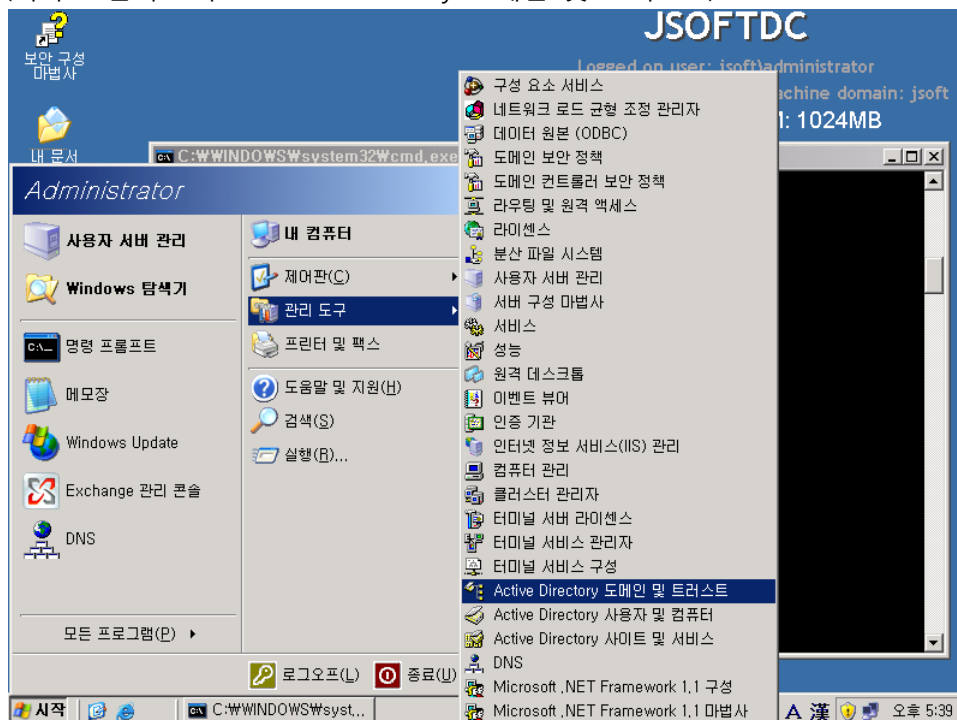 JSOFTDC
보안 구성
마법사
Logged on user: jsoft\administrator
achine domain: jsoft
M: 1024MB
내 문서
C:\WINDOWS\system32\cmd.exe
Administrator
사용자 서버 관리
Windows 탐색기
명령 프롬프트
메모장
Windows Update
Exchange 관리 콘솔
DNS
모든 프로그램(P)
내 컴퓨터
제어판(C)
관리 도구
프린터 및 팩스
도움말 및 지원(H)
검색(S)
실행(R)...
로그오프(L)
종료(U)
구성 요소 서비스
네트워크 로드 균형 조정 관리자
데이터 원본 (ODBC)
도메인 보안 정책
도메인 컨트롤러 보안 정책
라우팅 및 원격 액세스
라이센스
분산 파일 시스템
사용자 서버 관리
서버 구성 마법사
서비스
성능
원격 데스크톱
이벤트 뷰어
인증 기관
인터넷 정보 서비스(IIS) 관리
컴퓨터 관리
클러스터 관리자
터미널 서버 라이센스
터미널 서비스 관리자
터미널 서비스 구성
Active Directory 도메인 및 트러스트
Active Directory 사용자 및 컴퓨터
Active Directory 사이트 및 서비스
DNS
Microsoft .NET Framework 1.1 구성
Microsoft .NET Framework 1.1 마법사
시작
C:\WINDOWS\syst...
A 漢
오후 5:39